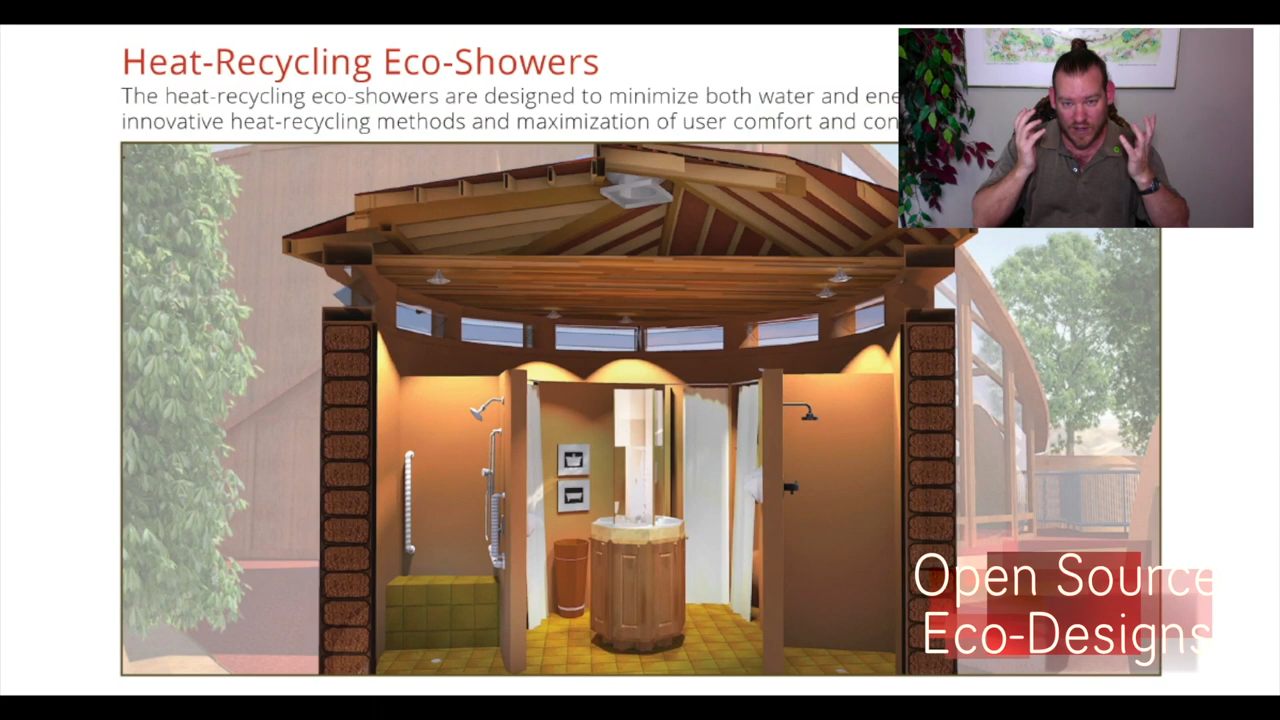 Heat-Recycling Eco-Showers
The heat-recycling eco-showers are designed to minimize both water and ene
innovative heat-recycling methods and maximization of user comfort and con
Open Source
Eco-Designs